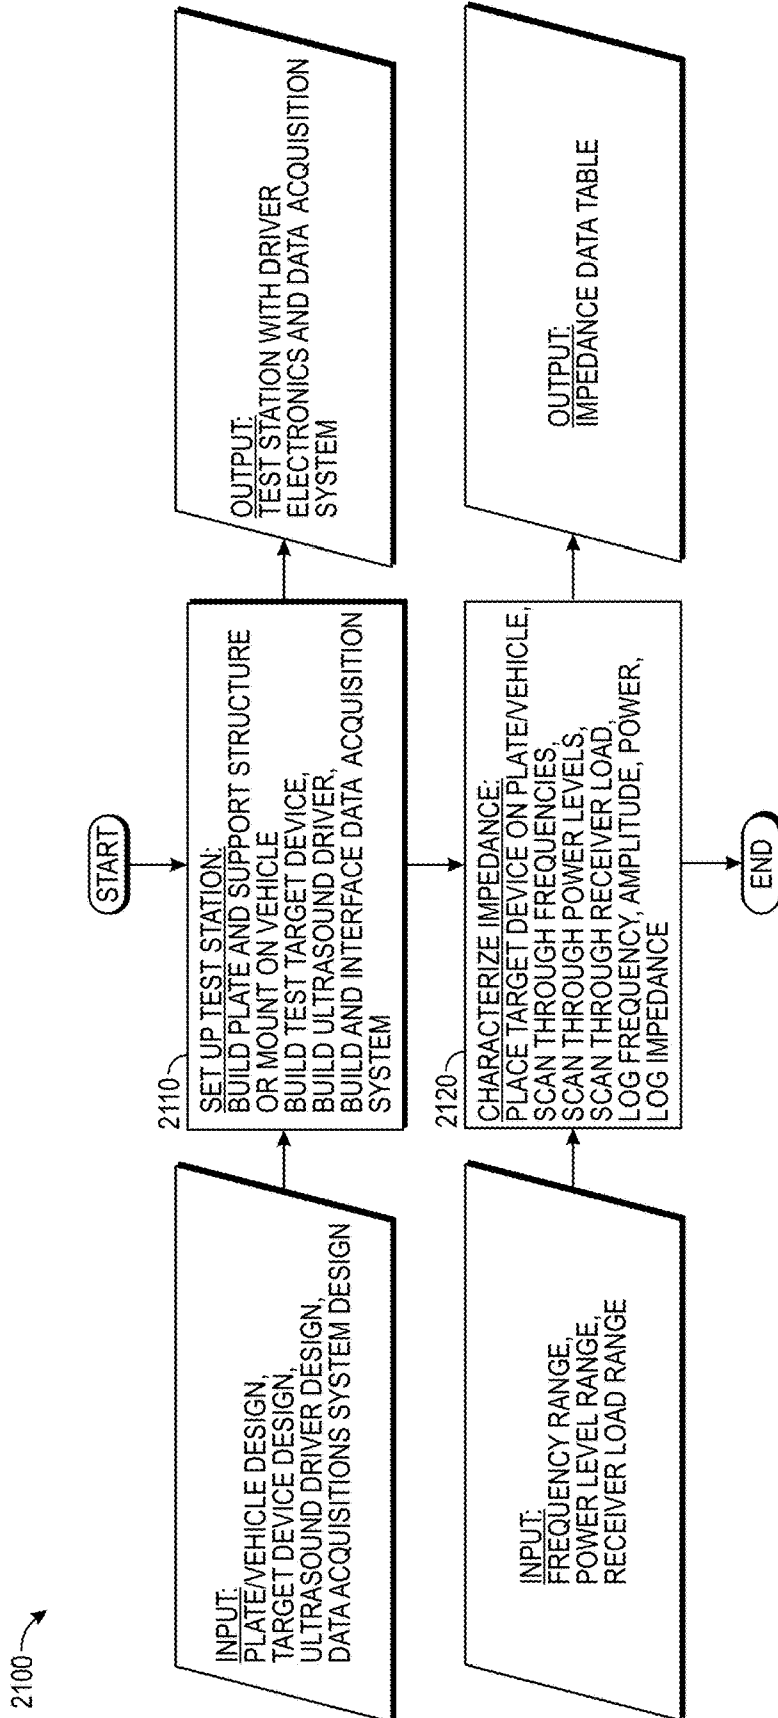 2100
START
INPUT:
PLATE/VEHICLE DESIGN,
TARGET DEVICE DESIGN,
ULTRASOUND DRIVER DESIGN,
DATA ACQUISITIONS SYSTEM DESIGN
2110
SET UP TEST STATION:
BUILD PLATE AND SUPPORT STRUCTURE
OR MOUNT ON VEHICLE
BUILD TEST TARGET DEVICE,
BUILD ULTRASOUND DRIVER,
BUILD AND INTERFACE DATA ACQUISITION
SYSTEM
OUTPUT:
TEST STATION WITH DRIVER
ELECTRONICS AND DATA ACQUISITION
SYSTEM
INPUT:
FREQUENCY RANGE,
POWER LEVEL RANGE,
RECEIVER LOAD RANGE
2120
CHARACTERIZE IMPEDANCE:
PLACE TARGET DEVICE ON PLATE/VEHICLE,
SCAN THROUGH FREQUENCIES,
SCAN THROUGH POWER LEVELS,
SCAN THROUGH RECEIVER LOAD,
LOG FREQUENCY, AMPLITUDE, POWER,
LOG IMPEDANCE
OUTPUT:
IMPEDANCE DATA TABLE
END